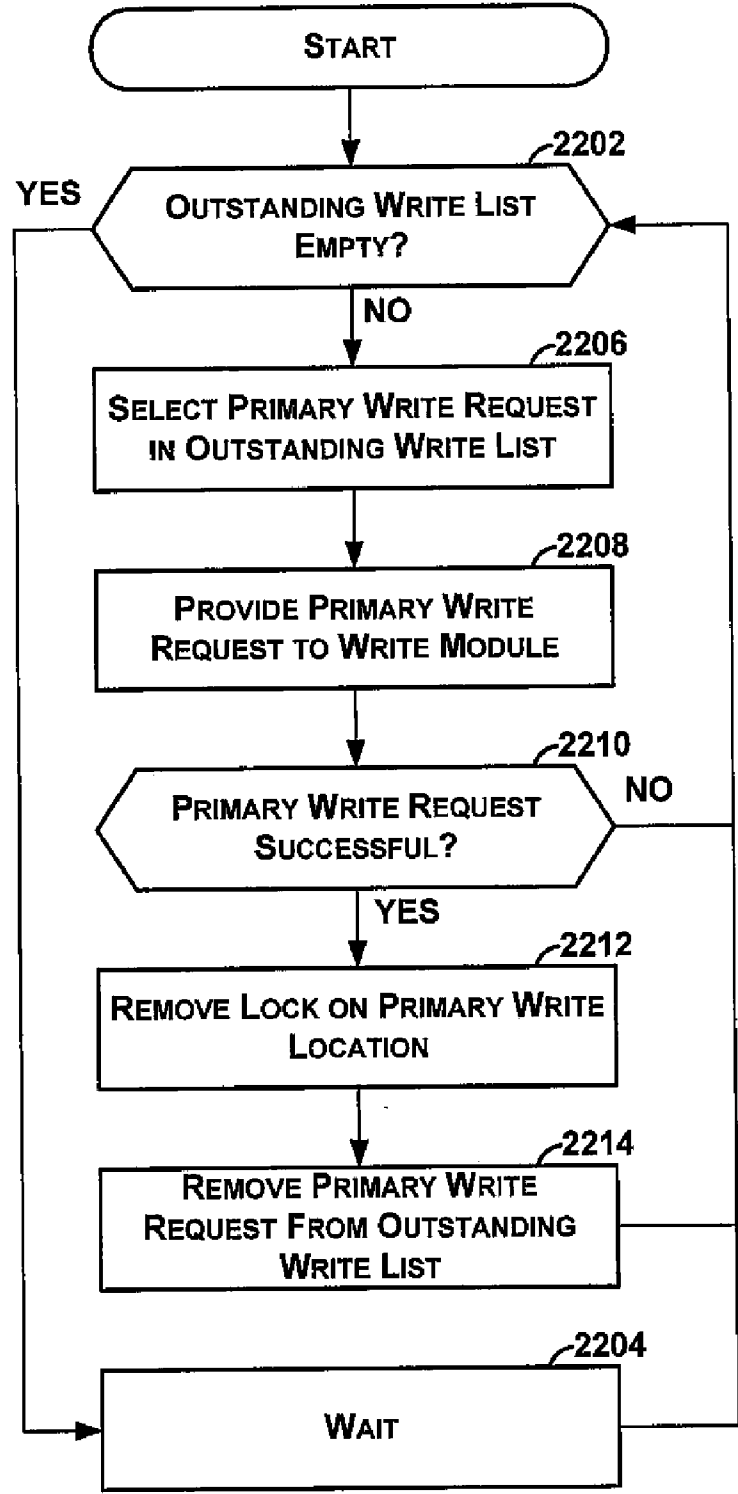 START
2202
YES
OUTSTANDING WRITE LIST
EMPTY?
NO
2206
SELECT PRIMARY WRITE REQUEST
IN OUTSTANDING WRITE LIST
2208
PROVIDE PRIMARY WRITE
REQUEST TO WRITE MODULE
2210
PRIMARY WRITE REQUEST
SUCCESSFUL?
NO
YES
2212
REMOVE LOCK ON PRIMARY WRITE
LOCATION
2214
REMOVE PRIMARY WRITE
REQUEST FROM OUTSTANDING
WRITE LIST
2204
WAIT